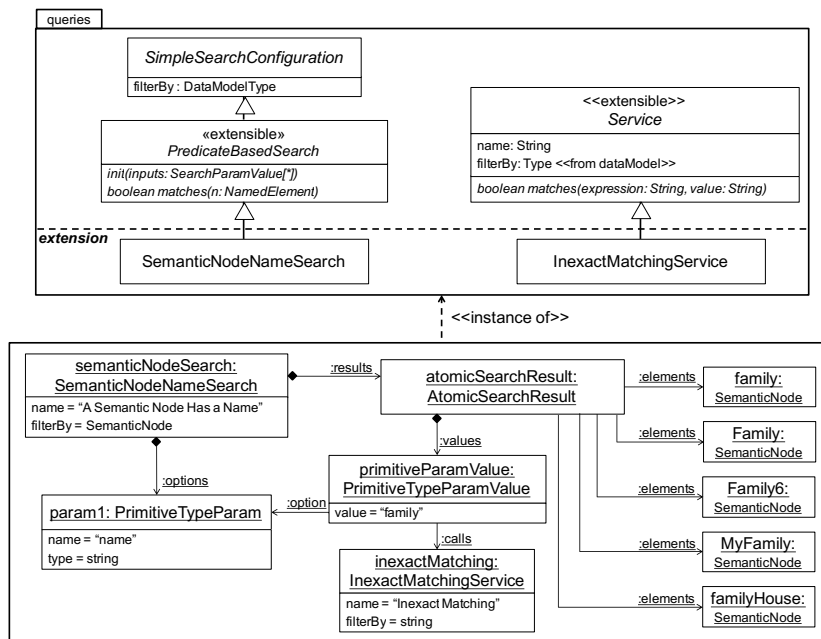 queries
SimpleSearchConfiguration
filterBy : DataModelType
«extensible»
PredicateBasedSearch
init(inputs: SearchParamValue[*])
boolean matches(n: NamedElement)
<<extensible>>
Service
name: String
filterBy: Type <<from dataModel>>
boolean matches(expression: String, value: String)
extension
SemanticNodeNameSearch
InexactMatchingService
<<instance of>>
semanticNodeSearch:
SemanticNodeNameSearch
name = “A Semantic Node Has a Name”
filterBy = SemanticNode
:results
atomicSearchResult:
AtomicSearchResult
:elements
family:
SemanticNode
:elements
Family:
SemanticNode
:values
:options
primitiveParamValue:
PrimitiveTypeParamValue
value = “family”
:option
param1: PrimitiveTypeParam
name = “name”
type = string
:elements
Family6:
SemanticNode
:calls
inexactMatching:
InexactMatchingService
name = “Inexact Matching”
filterBy = string
:elements
MyFamily:
SemanticNode
:elements
familyHouse:
SemanticNode